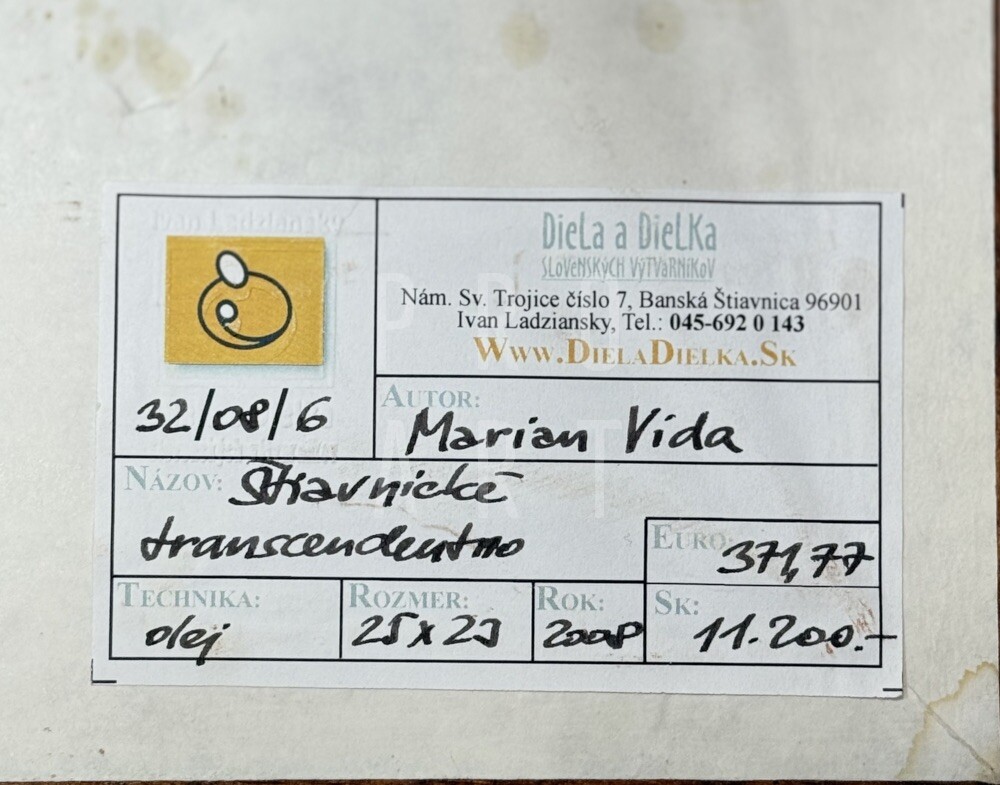 DieLa a DieLKa
SLoVeNSKýCH VýTVaRNíKoV
Nám. Sv. Trojice číslo 7, Banská Štiavnica 96901
Ivan Ladziansky, Tel.: 045-692 0 143
WWW.DIELADIELKA.SK
32/08/6
AUTOR: Marian Vida
NÁZOV: Štiavnické
transcendentno
EURO: 371,77
TECHNIKA: olej
ROZMER: 25 x 23
ROK: 2008
SK: 11.200.-
PRO
ART